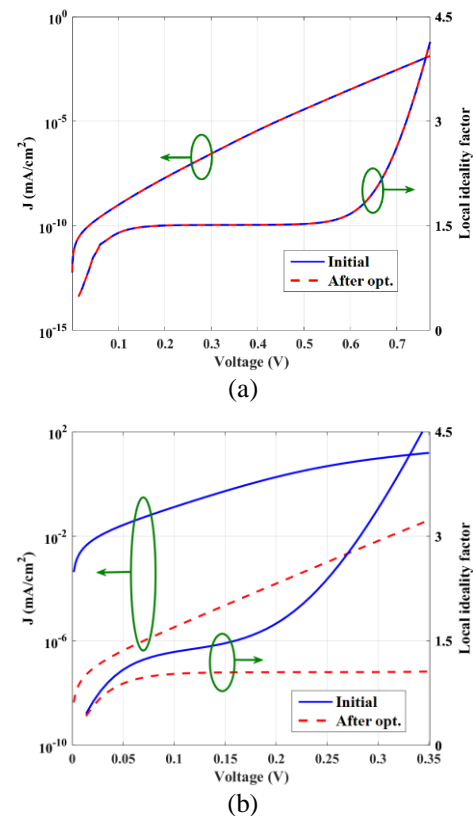 10^0
10^-5
10^-10
10^-15
J (mA/cm^2)
4.5
3
1.5
0
Local ideality factor
0.1 0.2 0.3 0.4 0.5 0.6 0.7
Voltage (V)
Initial
After opt.
(a)
10^2
10^-2
10^-6
10^-10
J (mA/cm^2)
4.5
3
1.5
0
Local ideality factor
0 0.05 0.1 0.15 0.2 0.25 0.3 0.35
Voltage (V)
Initial
After opt.
(b)